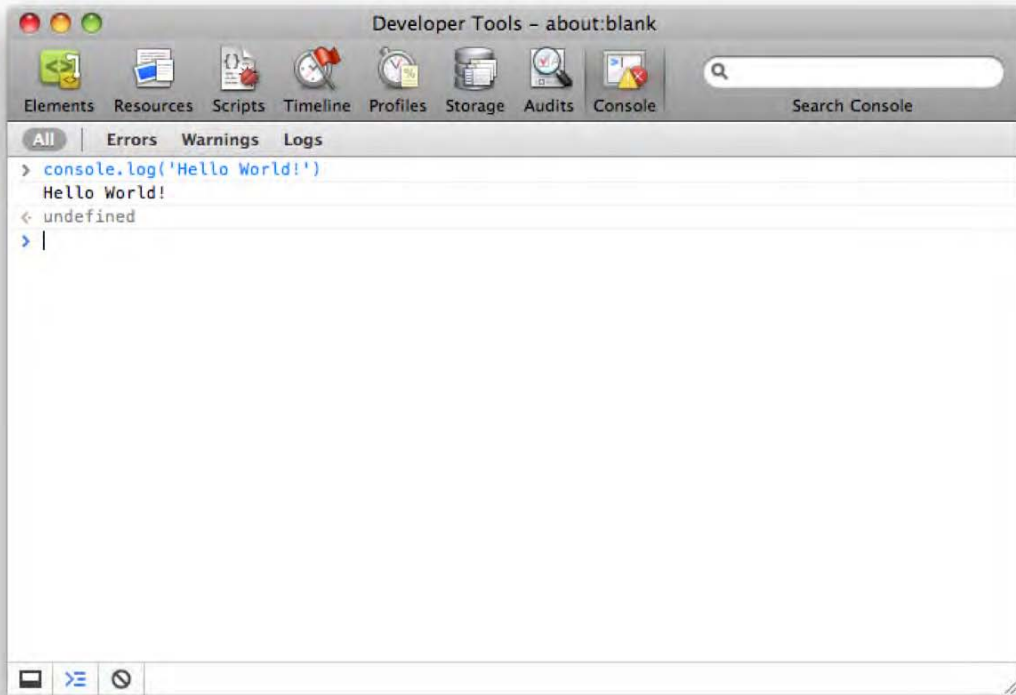 Developer Tools – about:blank
Elements Resources Scripts Timeline Profiles Storage Audits Console Search Console
All Errors Warnings Logs
> console.log('Hello World!')
Hello World!
< undefined
>